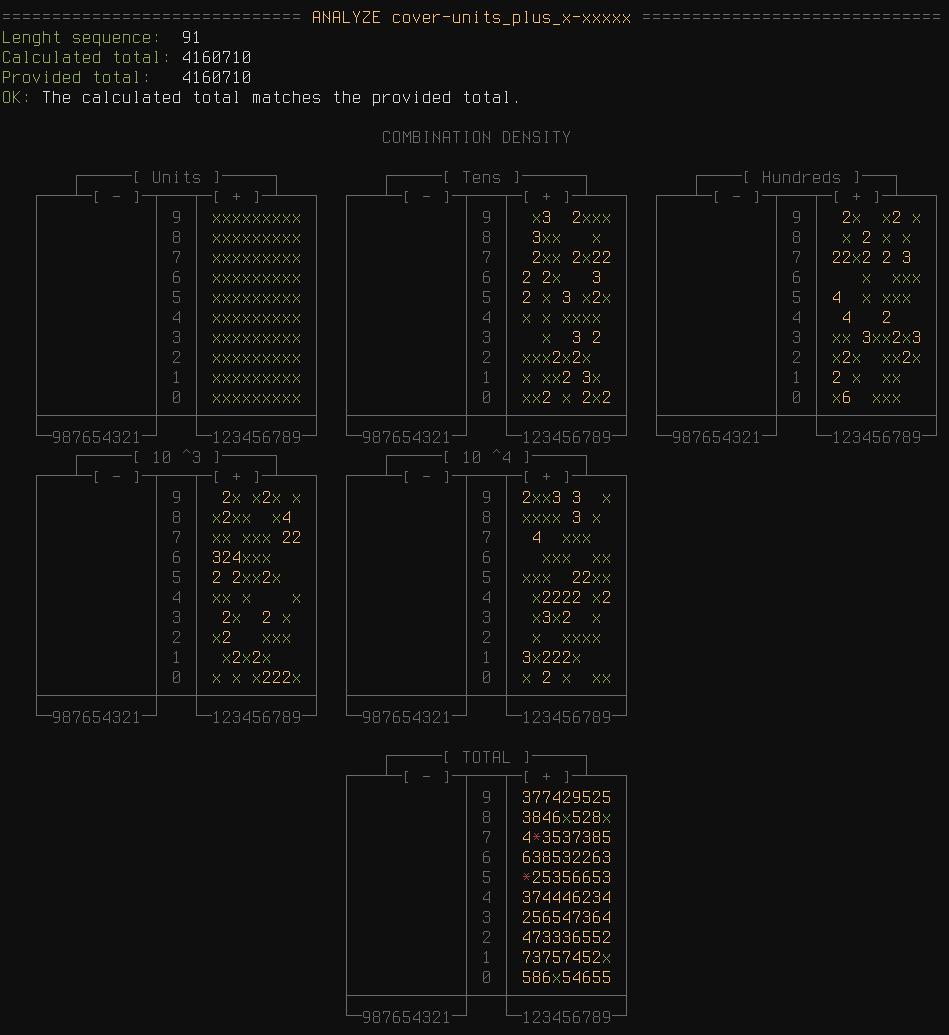 ============================== ANALYZE cover-units_plus_x-xxxxx ==============================
Lenght sequence:  91
Calculated total: 4160710
Provided total:   4160710
OK: The calculated total matches the provided total.
COMBINATION DENSITY
[ Units ] [ Tens ] [ Hundreds ]
[ - ] [ + ] [ - ] [ + ] [ - ] [ + ]
9 xxxxxxxxx 9  x3  2xxx 9  2x  x2 x
8 xxxxxxxxx 8  3xx   x 8  x 2 x x
7 xxxxxxxxx 7  2xx 2x22 7 22x2 2 3
6 xxxxxxxxx 6 2 2x   3 6    x  xxx
5 xxxxxxxxx 5 2 x 3 x2x 5 4  x xxx
4 xxxxxxxxx 4 x x xxxx 4  4   2
3 xxxxxxxxx 3   x  3 2 3 xx 3xx2x3
2 xxxxxxxxx 2 xxx2x2x 2 x2x  xx2x
1 xxxxxxxxx 1 x xx2 3x 1 2 x  xx
0 xxxxxxxxx 0 xx2 x 2x2 0 x6  xxx
987654321 123456789 987654321 123456789 987654321 123456789
[ 10 ^3 ] [ 10 ^4 ]
[ - ] [ + ] [ - ] [ + ]
9  2x x2x x 9 2xx3 3  x
8 x2xx  x4 8 xxxx 3 x
7 xx xxx 22 7  4  xxx
6 324xxx 6   xxx  xx
5 2 2xx2x 5 xxx  22xx
4 xx x    x 4  x2222 x2
3  2x  2 x 3  x3x2  x
2 x2   xxx 2  x  xxxx
1  x2x2x 1 3x222x
0 x x x222x 0 x 2 x  xx
987654321 123456789 987654321 123456789
[ TOTAL ]
[ - ] [ + ]
9 377429525
8 3846x528x
7 4*3537385
6 638532263
5 *25356653
4 374446234
3 256547364
2 473336552
1 73757452x
0 586x54655
987654321 123456789